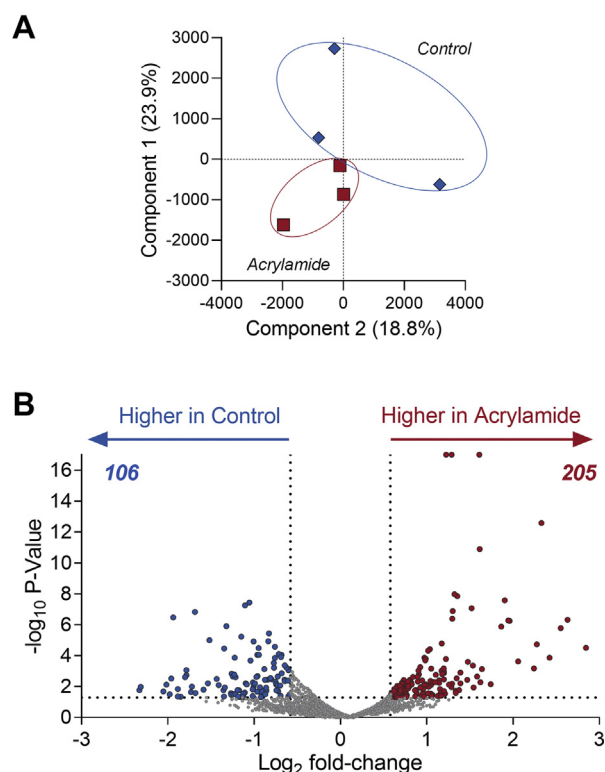 A
Control
Acrylamide
Component 1 (23.9%)
3000
2000
1000
0
-1000
-2000
-3000
-4000 -2000 0 2000 4000
Component 2 (18.8%)
B
Higher in Control
Higher in Acrylamide
106
205
-log10 P-Value
16
14
12
10
8
6
4
2
0
-3 -2 -1 0 1 2 3
Log2 fold-change